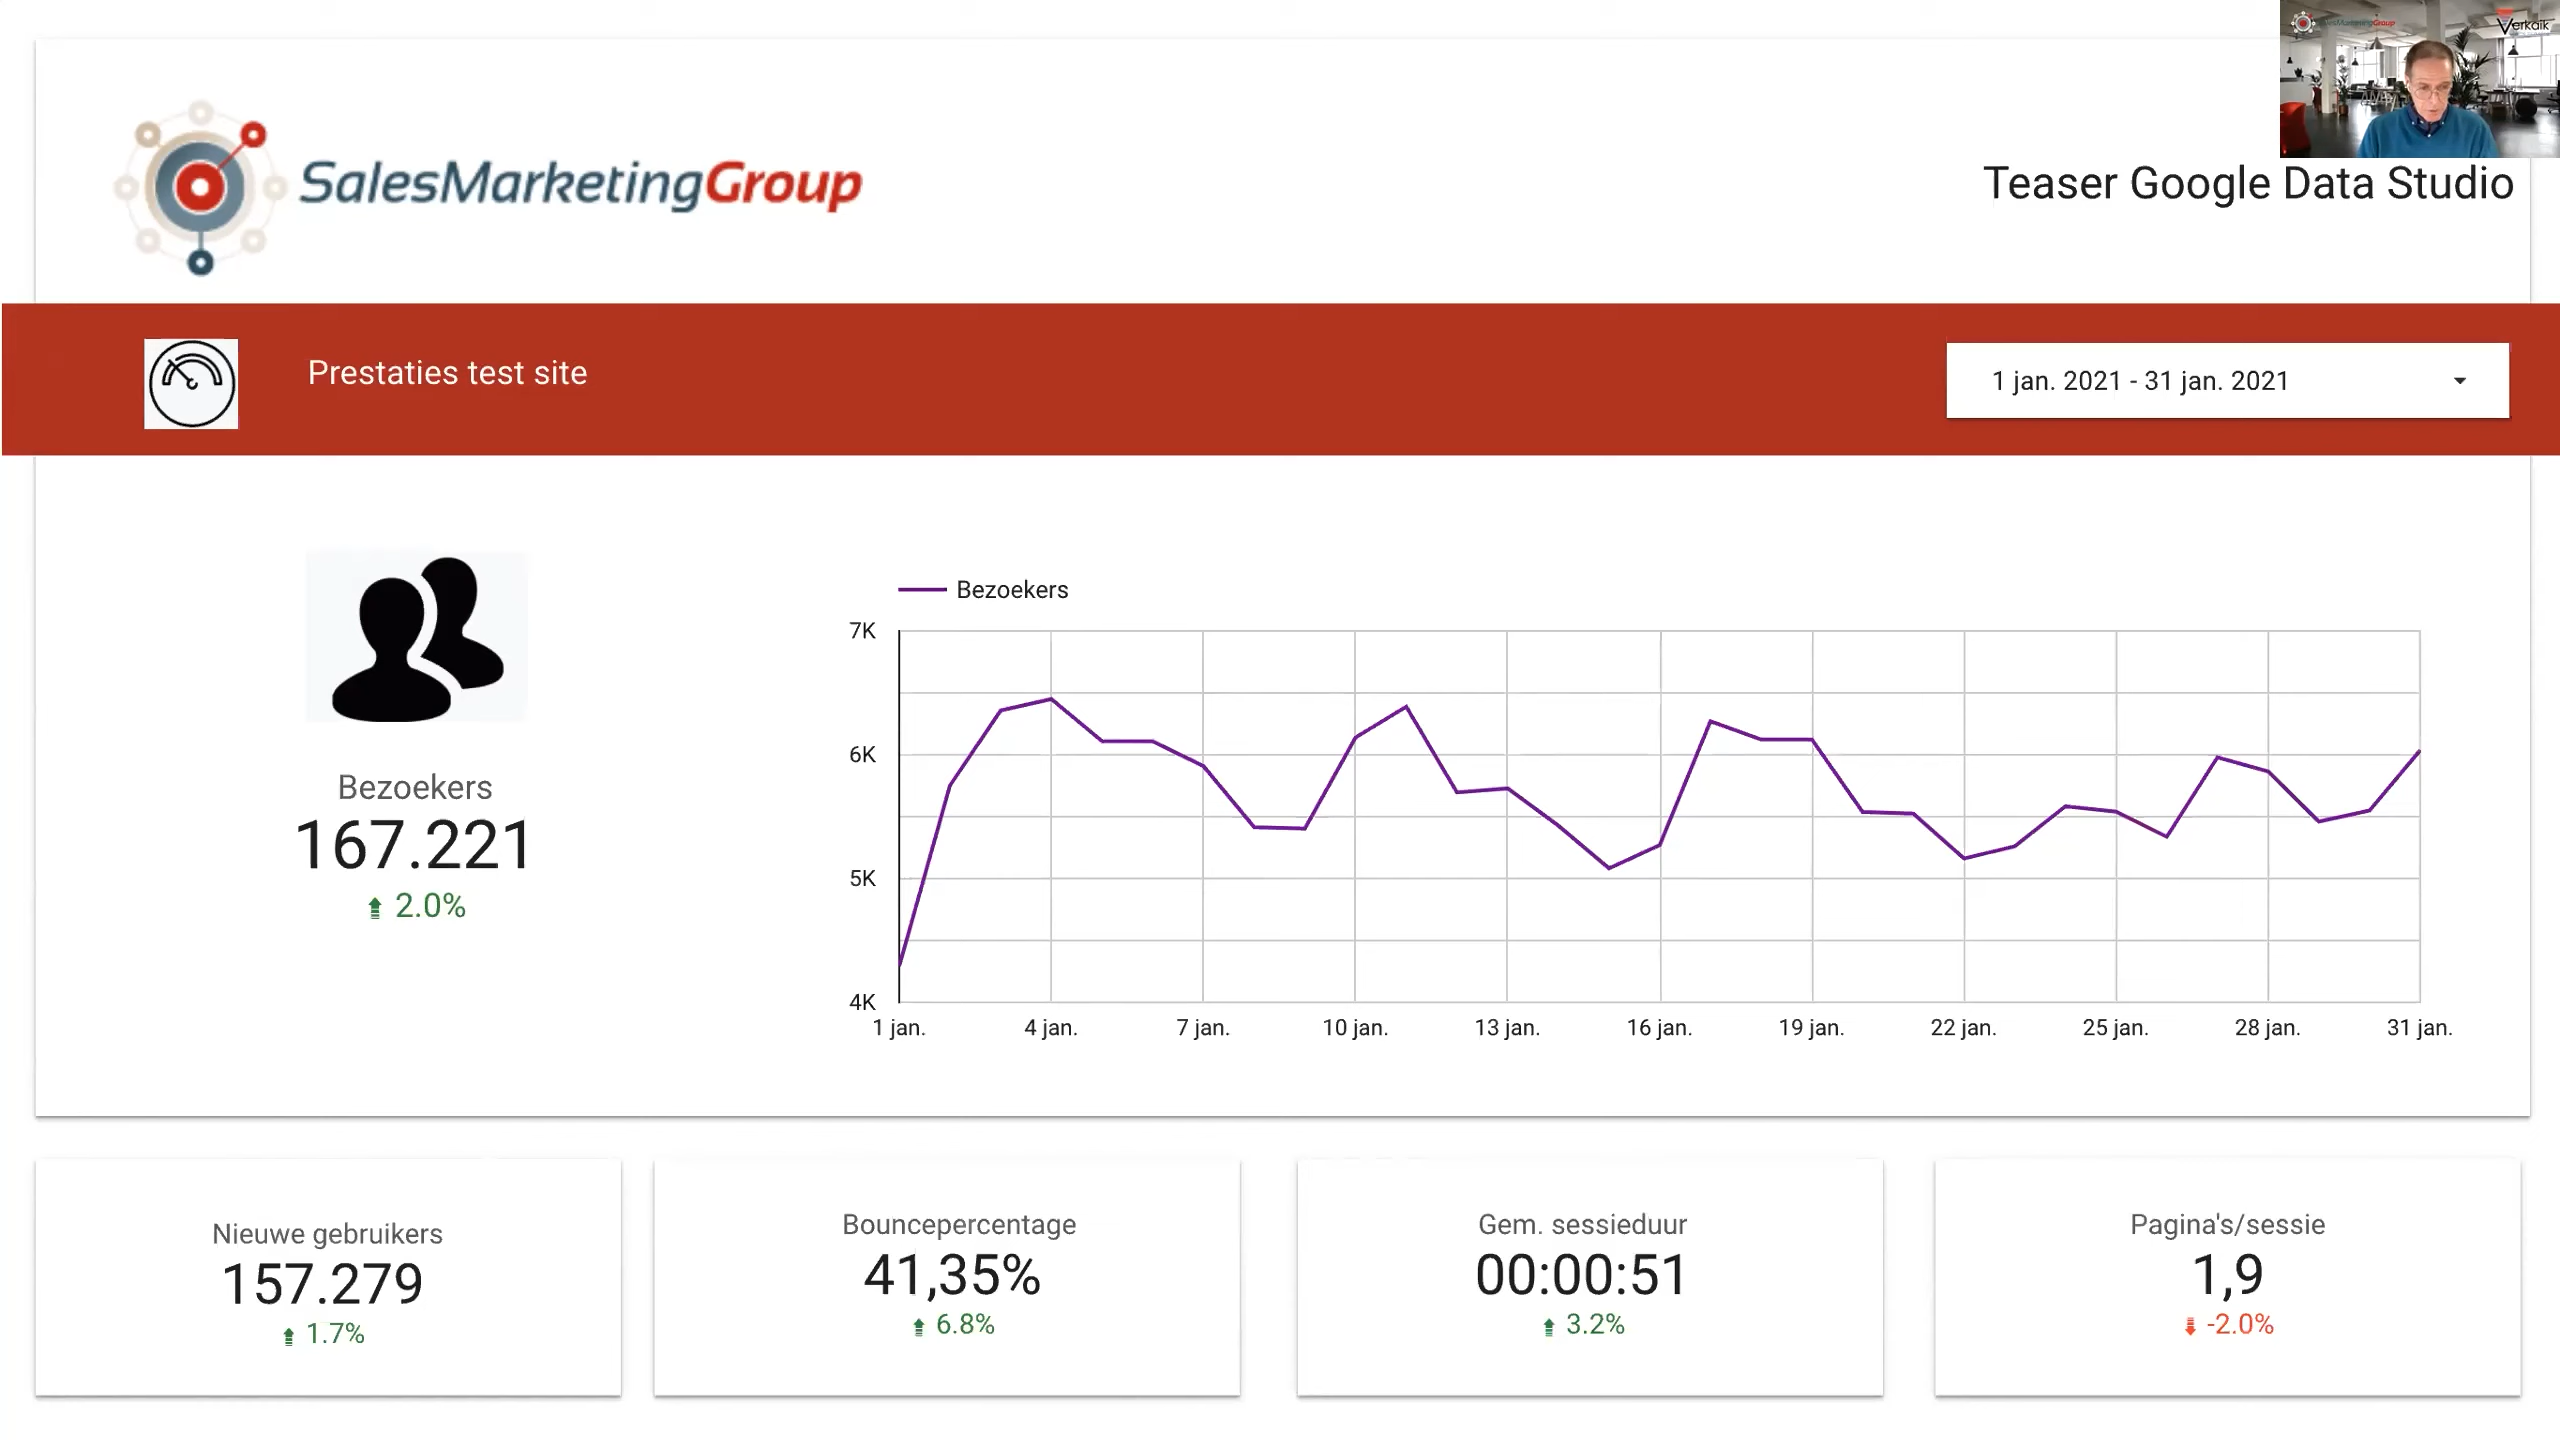 SalesMarketingGroup
Verkaik
SalesMarketingGroup
Teaser Google Data Studio
Prestaties test site
1 jan. 2021 - 31 jan. 2021
Bezoekers
167.221
2.0%
Bezoekers
7K
6K
5K
4K
1 jan.
4 jan.
7 jan.
10 jan.
13 jan.
16 jan.
19 jan.
22 jan.
25 jan.
28 jan.
31 jan.
Nieuwe gebruikers
157.279
1.7%
Bouncepercentage
41,35%
6.8%
Gem. sessieduur
00:00:51
3.2%
Pagina's/sessie
1,9
-2.0%